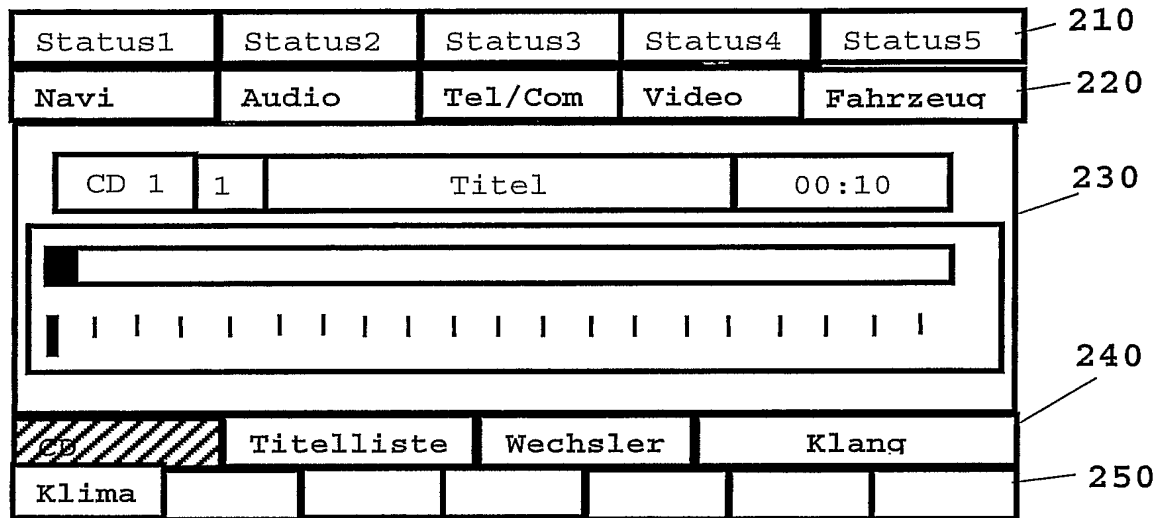 Status1 Status2 Status3 Status4 Status5 210
Navi Audio Tel/Com Video Fahrzeug 220
CD 1 1 Titel 00:10 230
240
CD Titelliste Wechsler Klang
Klima 250